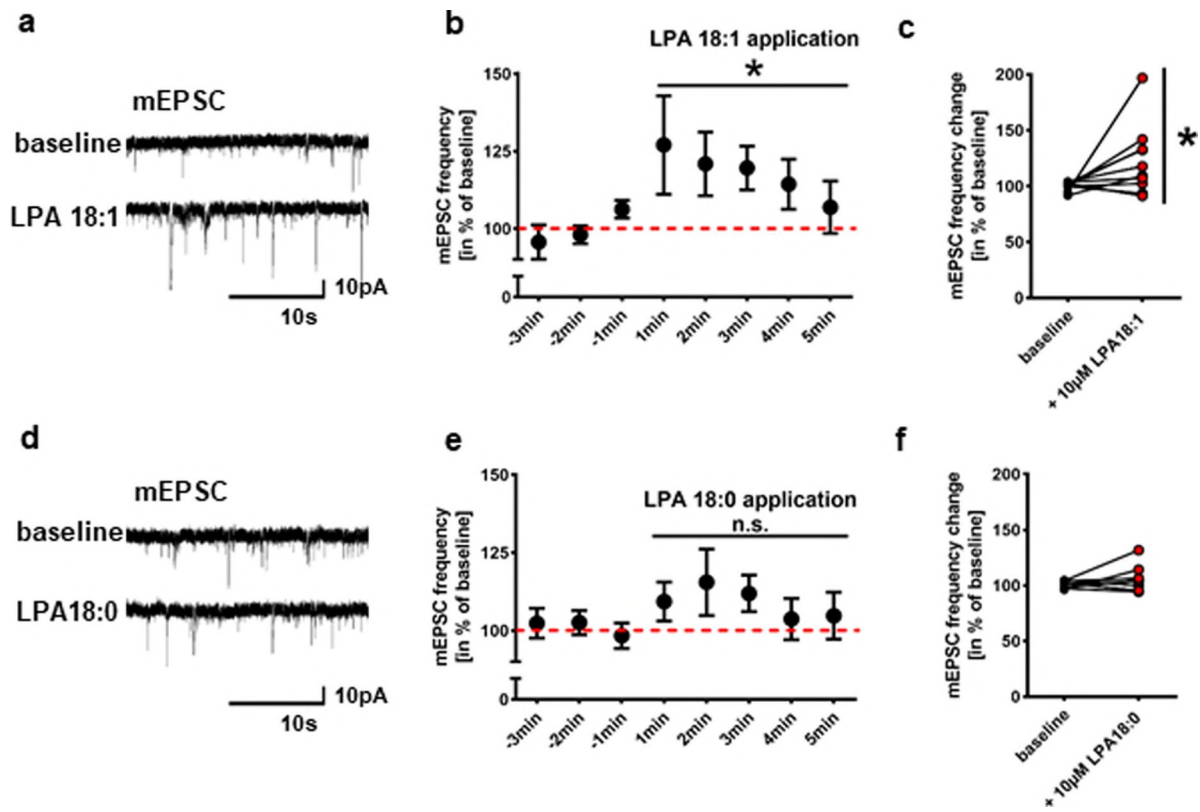 a
mEPSC
baseline
LPA 18:1
10pA
10s
b
LPA 18:1 application
*
mEPSC frequency
[in % of baseline]
150
125
100
0
-3min
-2min
-1min
1min
2min
3min
4min
5min
c
mEPSC frequency change
[in % of baseline]
200
150
100
50
0
*
baseline
+ 10µM LPA18:1
d
mEPSC
baseline
LPA18:0
10pA
10s
e
LPA 18:0 application
n.s.
mEPSC frequency
[in % of baseline]
150
125
100
0
-3min
-2min
-1min
1min
2min
3min
4min
5min
f
mEPSC frequency change
[in % of baseline]
200
150
100
50
0
baseline
+ 10µM LPA18:0